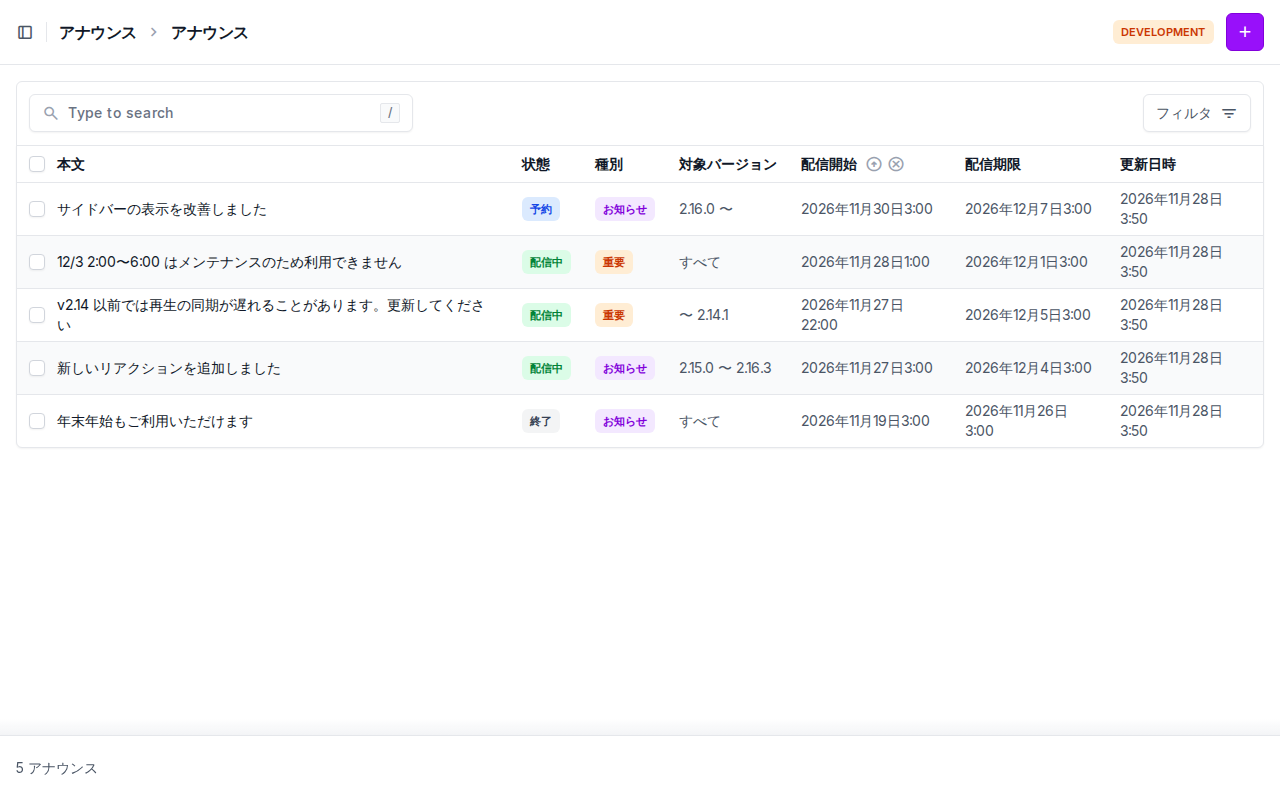 アナウンス > アナウンス DEVELOPMENT +
Type to search / フィルタ
本文 状態 種別 対象バージョン 配信開始 配信期限 更新日時
サイドバーの表示を改善しました 予約 お知らせ 2.16.0 〜 2026年11月30日3:00 2026年12月7日3:00 2026年11月28日
3:50
12/3 2:00〜6:00 はメンテナンスのため利用できません 配信中 重要 すべて 2026年11月28日1:00 2026年12月1日3:00 2026年11月28日
3:50
v2.14 以前では再生の同期が遅れることがあります。更新してくださ
い 配信中 重要 〜 2.14.1 2026年11月27日
22:00 2026年12月5日3:00 2026年11月28日
3:50
新しいリアクションを追加しました 配信中 お知らせ 2.15.0 〜 2.16.3 2026年11月27日3:00 2026年12月4日3:00 2026年11月28日
3:50
年末年始もご利用いただけます 終了 お知らせ すべて 2026年11月19日3:00 2026年11月26日
3:00 2026年11月28日
3:50
5 アナウンス